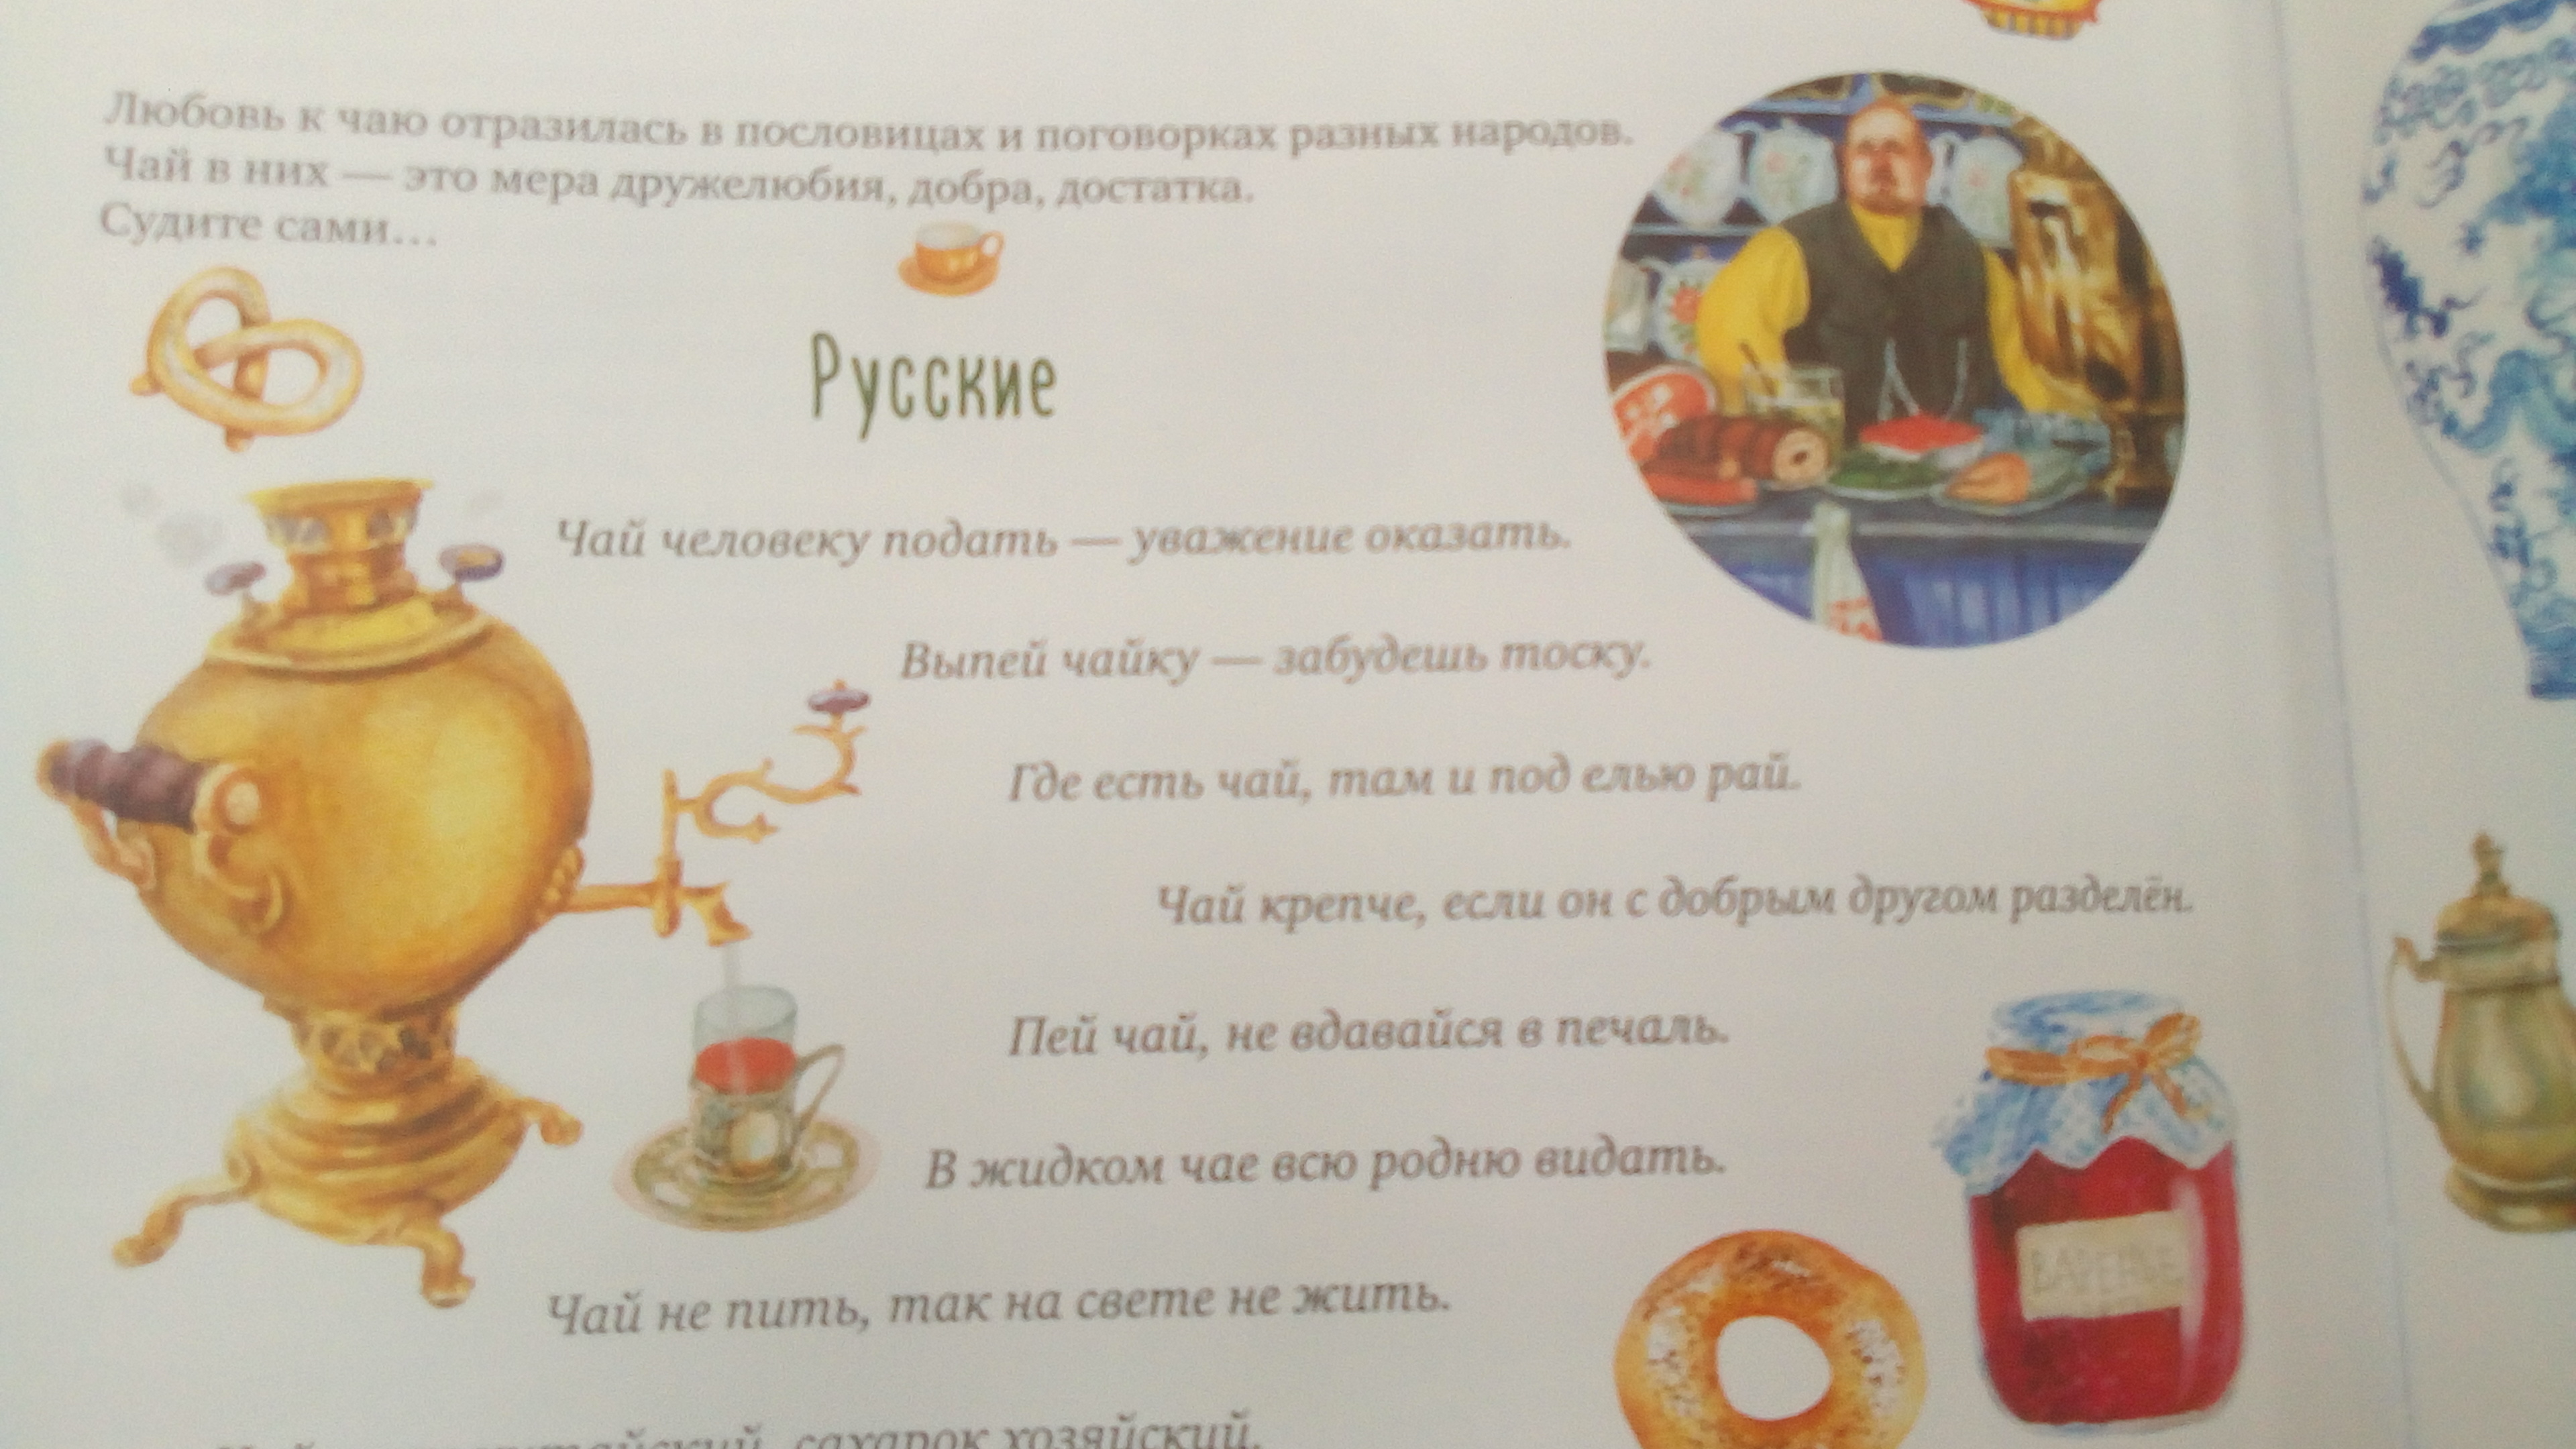 Любовь к чаю отразилась в пословицах и поговорках разных народов.
Чай в них — это мера дружелюбия, добра, достатка.
Судите сами...
Русские
Чай человеку подать — уважение оказать.
Выпей чайку — забудешь тоску.
Где есть чай, там и под елью рай.
Чай крепче, если он с добрым другом разделён.
Пей чай, не вдавайся в печаль.
В жидком чае всю родню видать.
ВАРЕНЬЕ
Чай не пить, так на свете не жить.
сахарок хозяйский.